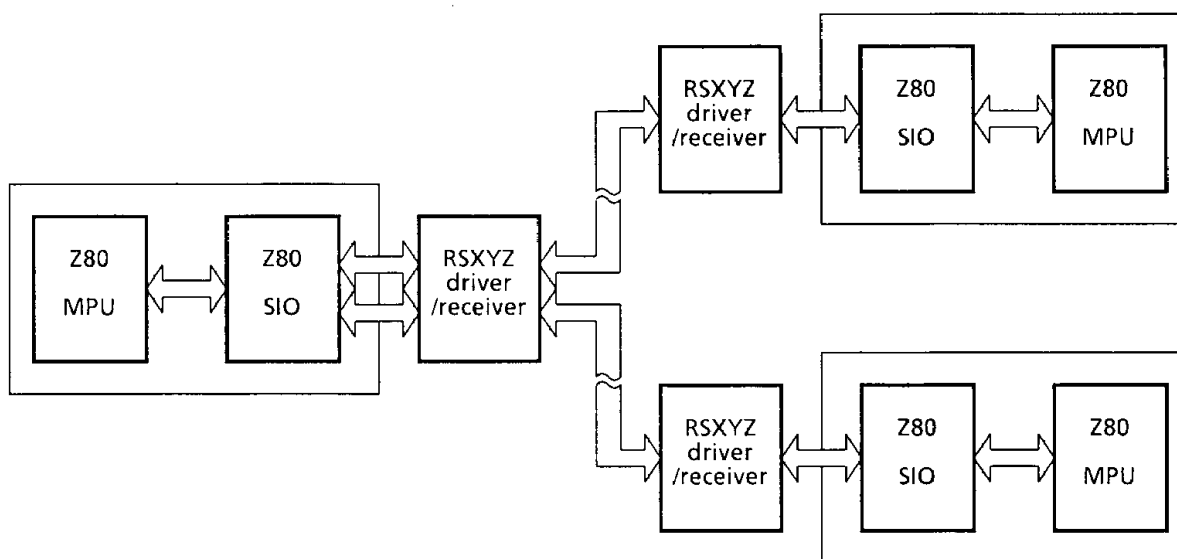 RSXYZ
driver
/receiver
Z80
SIO
Z80
MPU
Z80
MPU
Z80
SIO
RSXYZ
driver
/receiver
RSXYZ
driver
/receiver
Z80
SIO
Z80
MPU